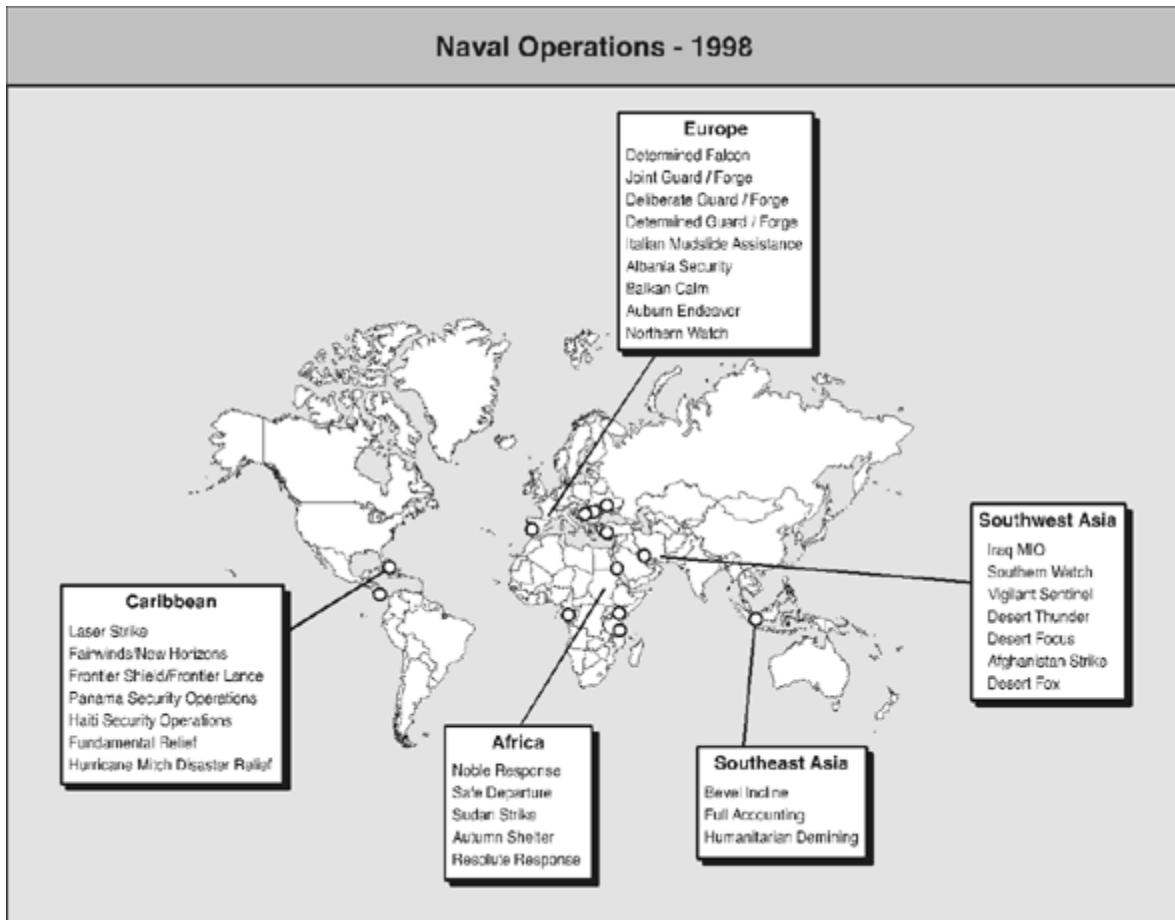 Naval Operations - 1998
Europe
Determined Falcon
Joint Guard / Forge
Deliberate Guard / Forge
Determined Guard / Forge
Italian Mudslide Assistance
Albania Security
Balkan Calm
Auburn Endeavor
Northern Watch
Southwest Asia
Iraq MIO
Southern Watch
Vigilant Sentinel
Desert Thunder
Desert Focus
Afghanistan Strike
Desert Fox
Caribbean
Laser Strike
Fairwinds/New Horizons
Frontier Shield/Frontier Lance
Panama Security Operations
Haiti Security Operations
Fundamental Relief
Hurricane Mitch Disaster Relief
Africa
Noble Response
Safe Departure
Sudan Strike
Autumn Shelter
Resolute Response
Southeast Asia
Bevel Incline
Full Accounting
Humanitarian Demining